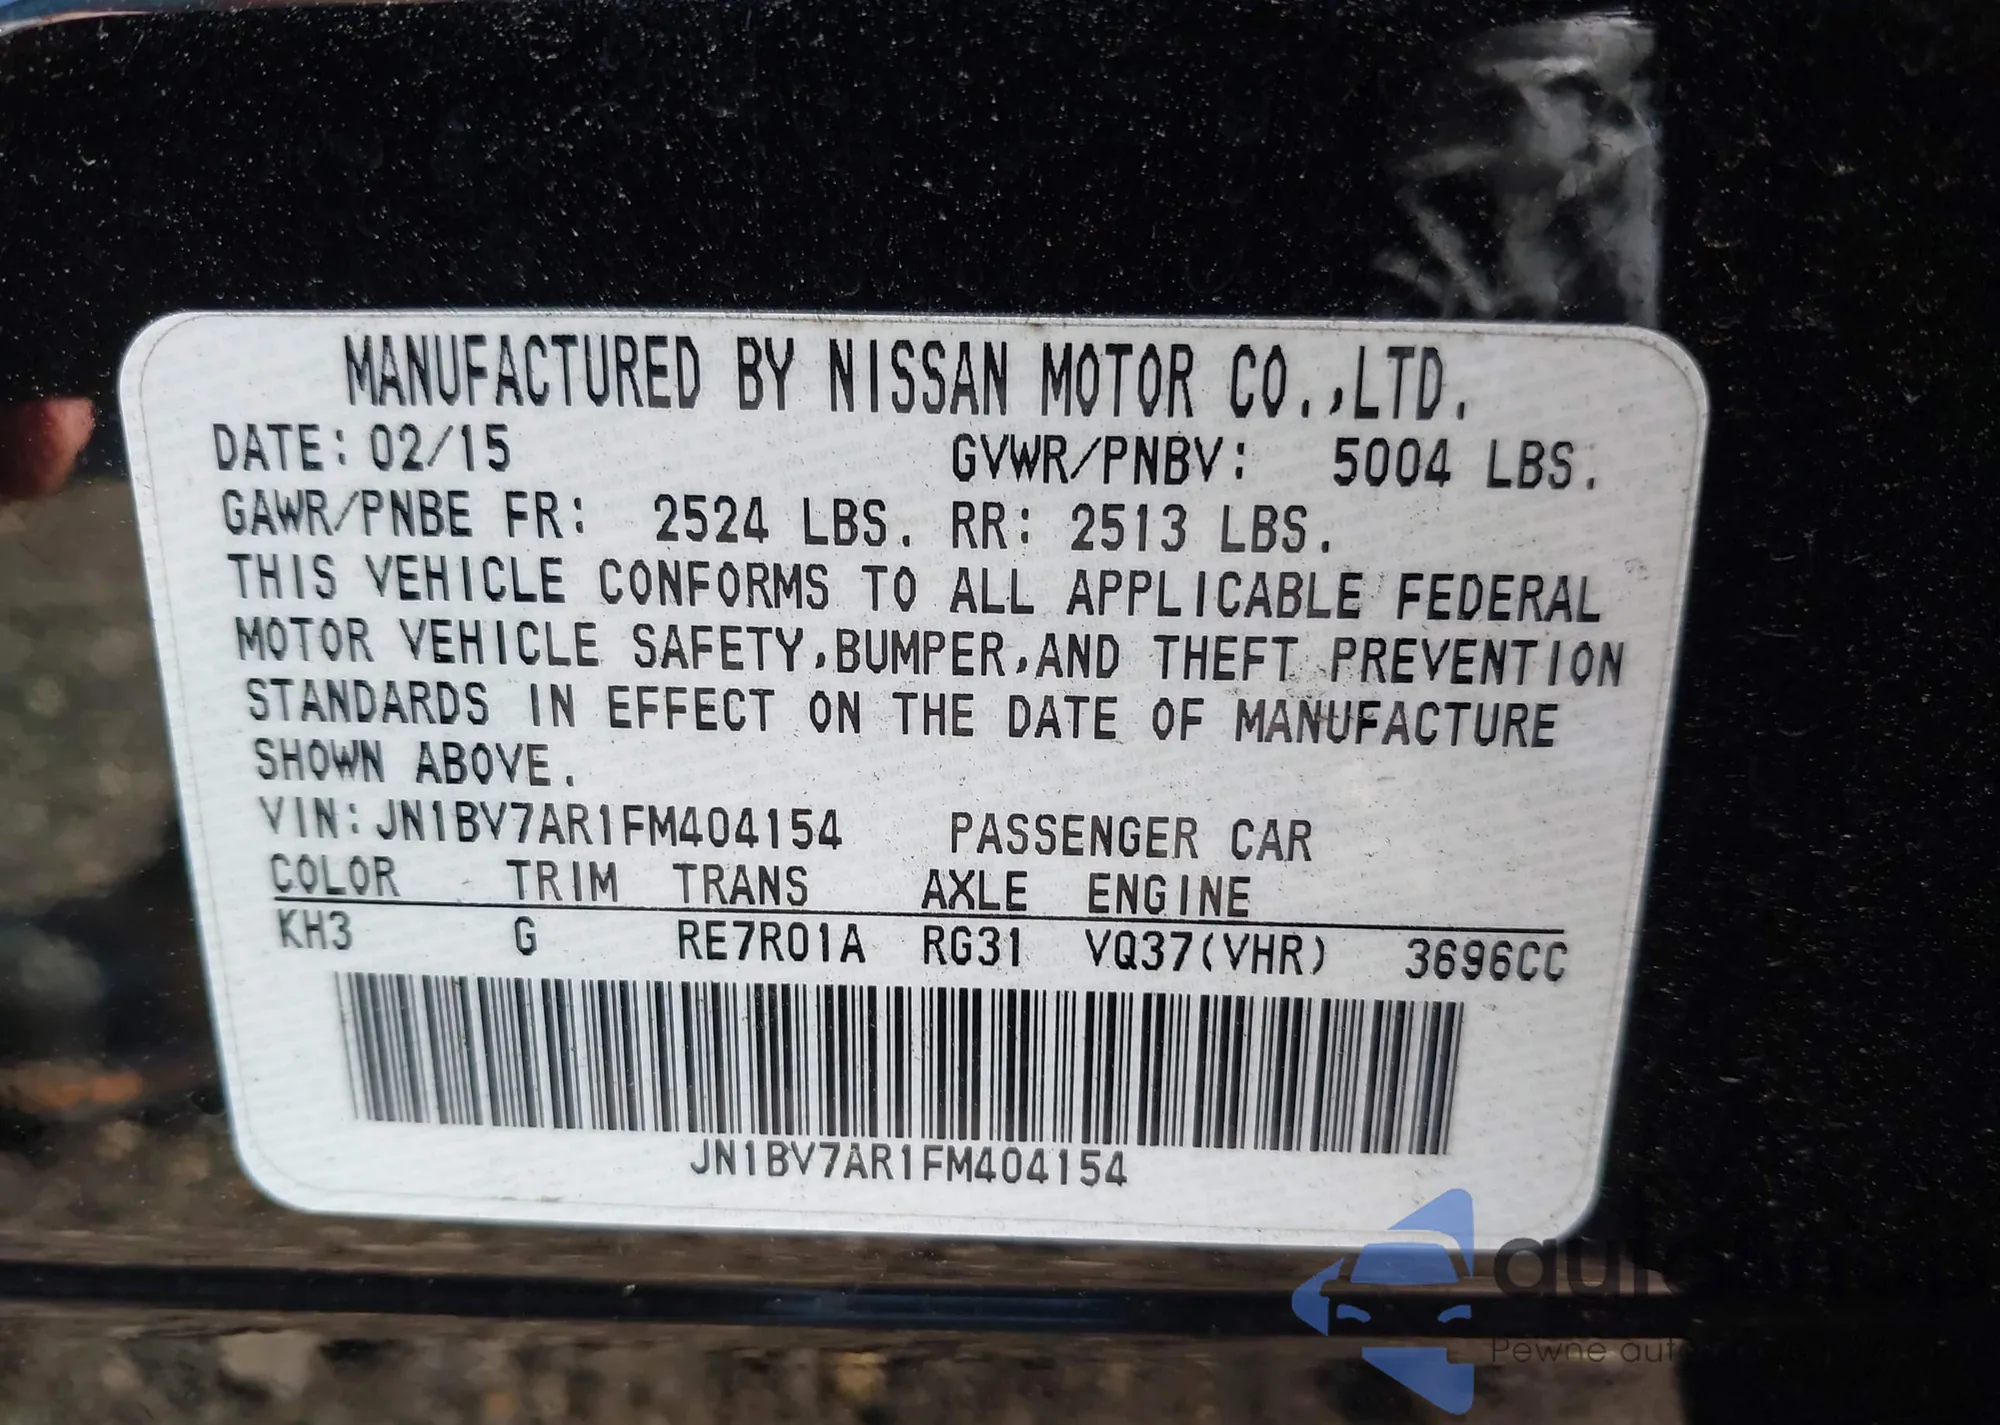 MANUFACTURED BY NISSAN MOTOR CO.,LTD.
DATE: 02/15 GVWR/PNBV: 5004 LBS.
GAWR/PNBE FR: 2524 LBS. RR: 2513 LBS.
THIS VEHICLE CONFORMS TO ALL APPLICABLE FEDERAL
MOTOR VEHICLE SAFETY,BUMPER,AND THEFT PREVENTION
STANDARDS IN EFFECT ON THE DATE OF MANUFACTURE
SHOWN ABOVE.
VIN:JN1BV7AR1FM404154 PASSENGER CAR
COLOR TRIM TRANS AXLE ENGINE
KH3 G RE7R01A RG31 VQ37(VHR) 3696CC
JN1BV7AR1FM404154
Pewne